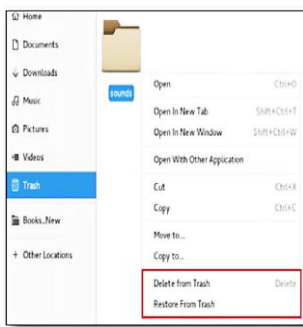 Home
Documents
Downloads
Music
Pictures
Videos
Trash
Books_New
+ Other Locations
sounds
Open Ctrl+O
Open In New Tab Shift+Ctrl+T
Open In New Window Shift+Ctrl+W
Open With Other Application
Cut Ctrl+X
Copy Ctrl+C
Move to...
Copy to...
Delete from Trash Delete
Restore From Trash